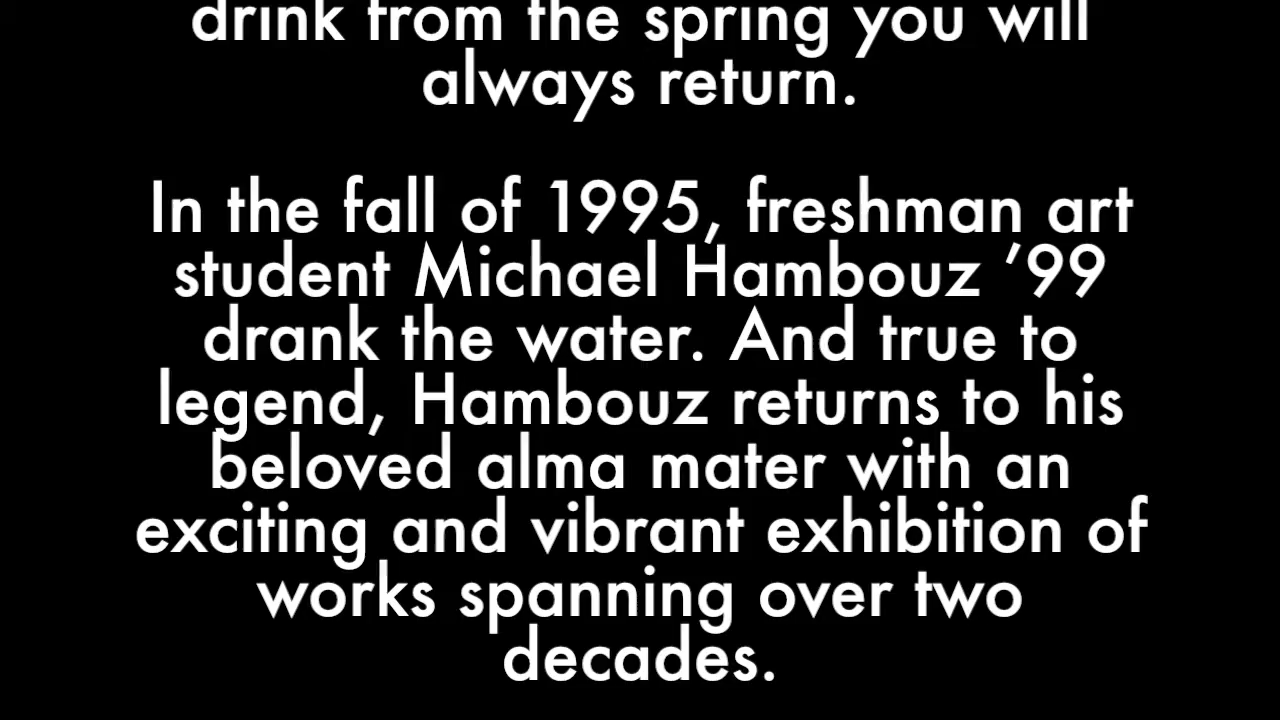 drink from the spring you will
always return.
In the fall of 1995, freshman art
student Michael Hambouz ’99
drank the water. And true to
legend, Hambouz returns to his
beloved alma mater with an
exciting and vibrant exhibition of
works spanning over two
decades.